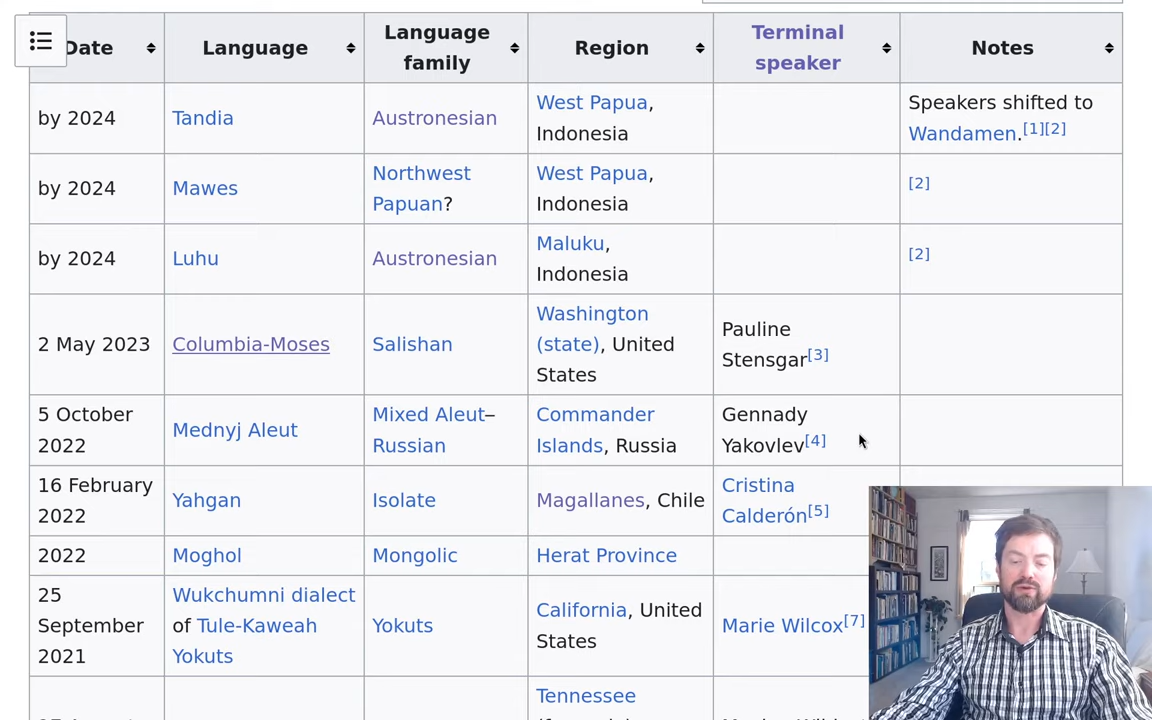 Date
Language
Language
family
Region
Terminal
speaker
Notes
by 2024
Tandia
Austronesian
West Papua,
Indonesia
Speakers shifted to
Wandamen.[1][2]
by 2024
Mawes
Northwest
Papuan?
West Papua,
Indonesia
[2]
by 2024
Luhu
Austronesian
Maluku,
Indonesia
[2]
2 May 2023
Columbia-Moses
Salishan
Washington
(state), United
States
Pauline
Stensgar[3]
5 October
2022
Mednyj Aleut
Mixed Aleut–
Russian
Commander
Islands, Russia
Gennady
Yakovlev[4]
16 February
2022
Yahgan
Isolate
Magallanes, Chile
Cristina
Calderón[5]
2022
Moghol
Mongolic
Herat Province
25
September
2021
Wukchumni dialect
of Tule-Kaweah
Yokuts
Yokuts
California, United
States
Marie Wilcox[7]
Tennessee